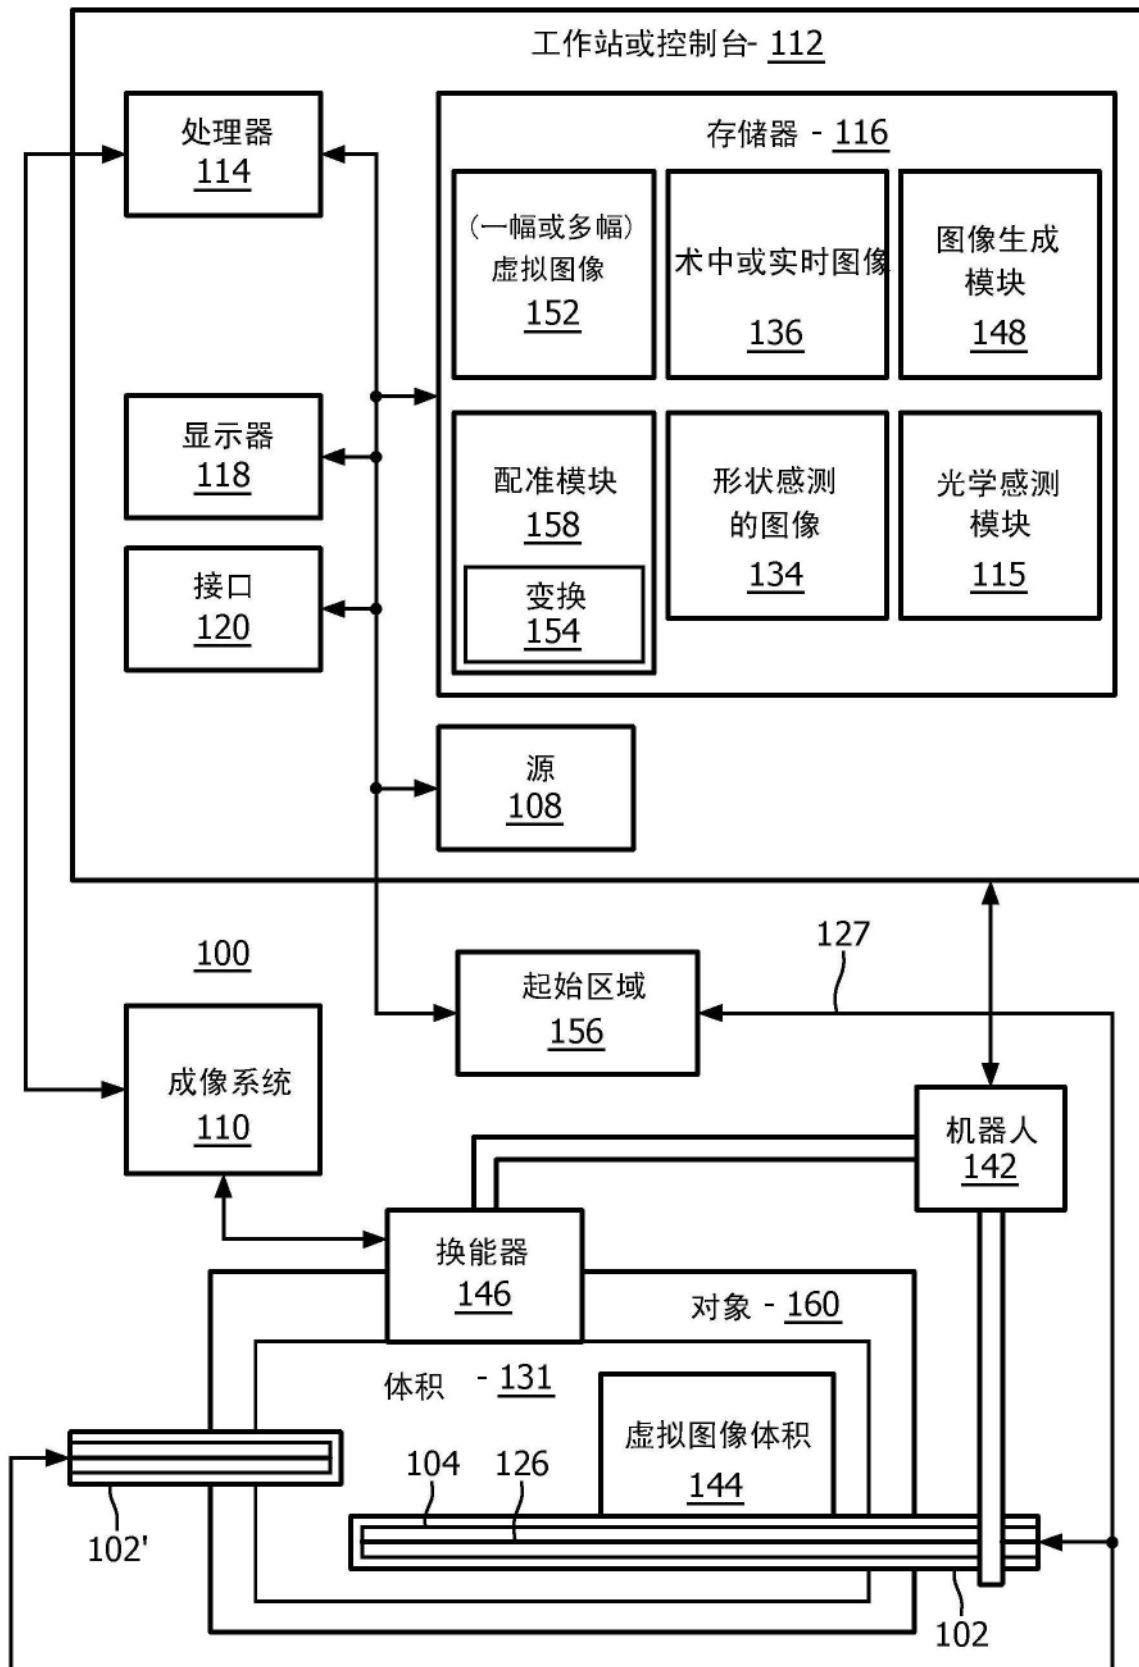 工作站或控制台- 112
处理器
114
存储器 - 116
(一幅或多幅)
虚拟图像
152
术中或实时图像
136
图像生成
模块
148
显示器
118
配准模块
158
变换
154
形状感测
的图像
134
光学感测
模块
115
接口
120
源
108
100
127
起始区域
156
成像系统
110
机器人
142
换能器
146
对象 - 160
体积 - 131
虚拟图像体积
144
104
126
102'
102